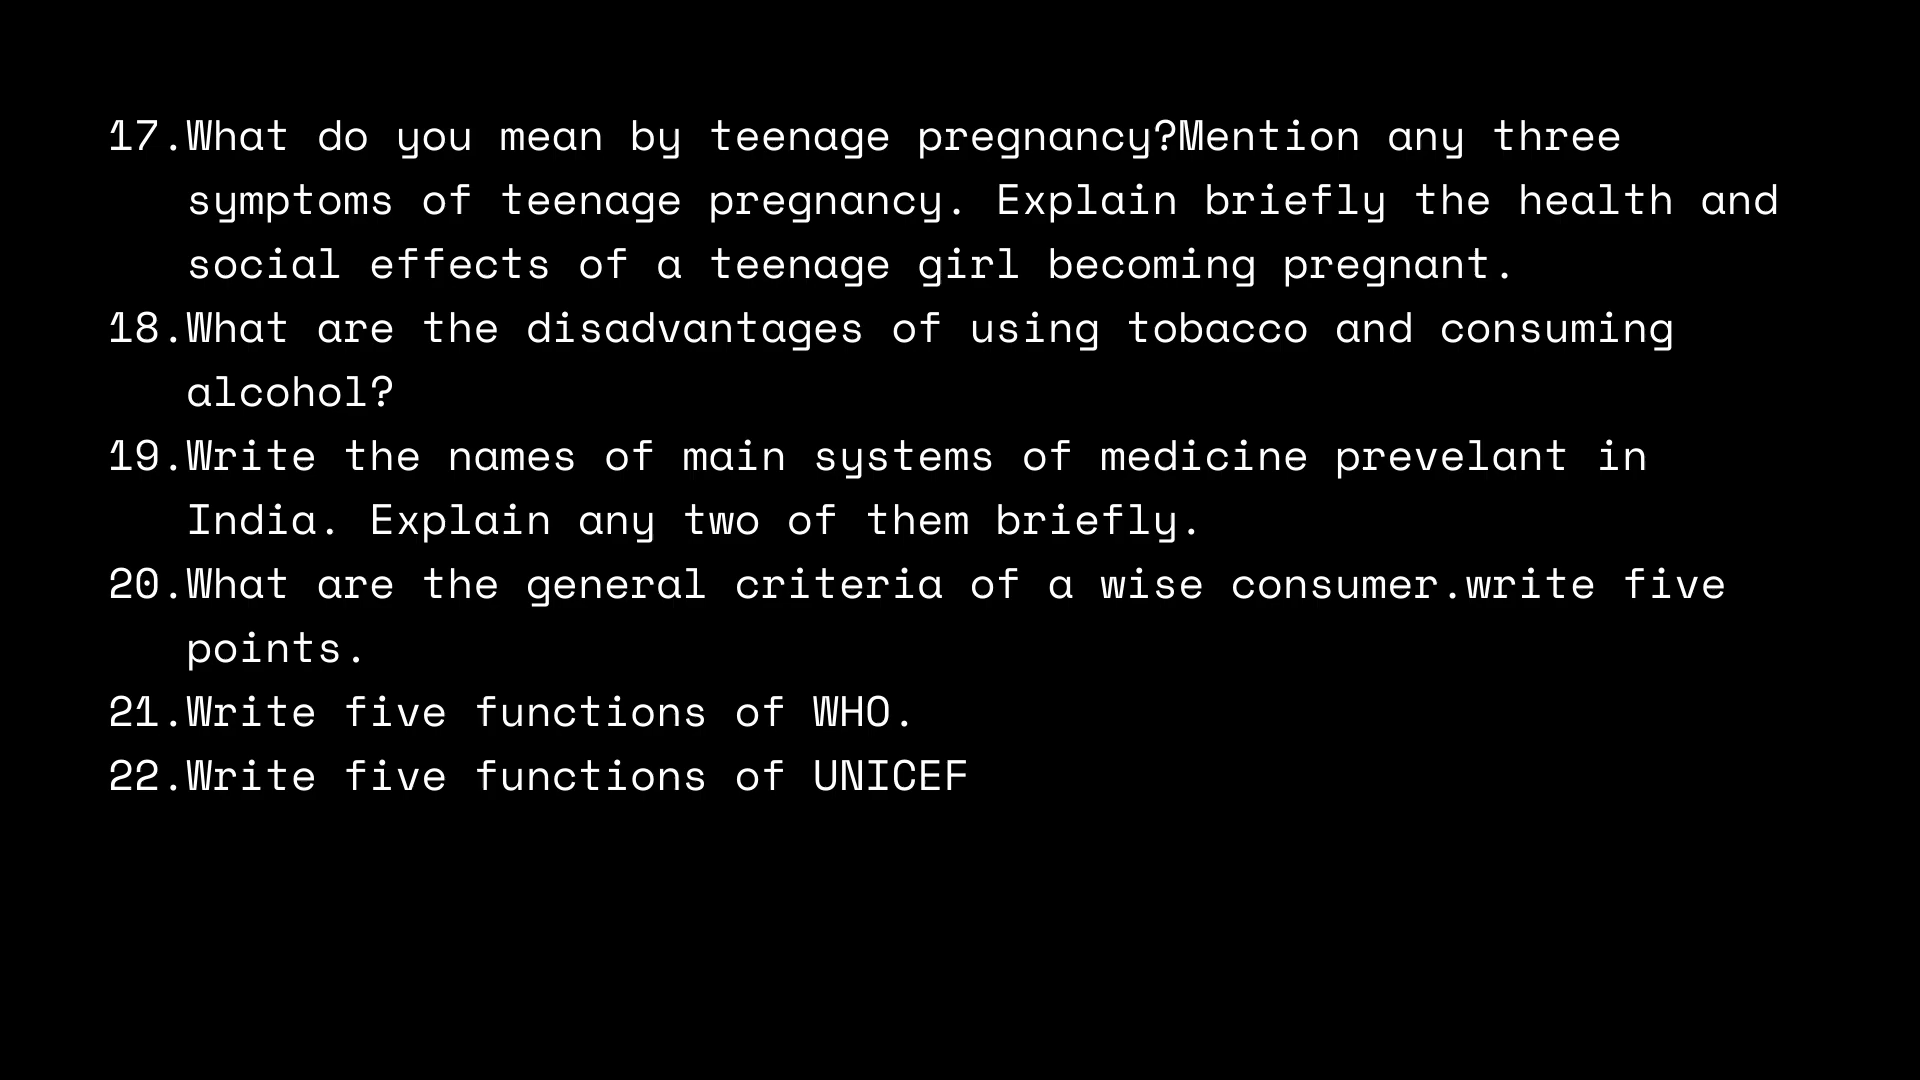 17.What do you mean by teenage pregnancy?Mention any three
symptoms of teenage pregnancy. Explain briefly the health and
social effects of a teenage girl becoming pregnant.
18.What are the disadvantages of using tobacco and consuming
alcohol?
19.Write the names of main systems of medicine prevelant in
India. Explain any two of them briefly.
20.What are the general criteria of a wise consumer.write five
points.
21.Write five functions of WHO.
22.Write five functions of UNICEF